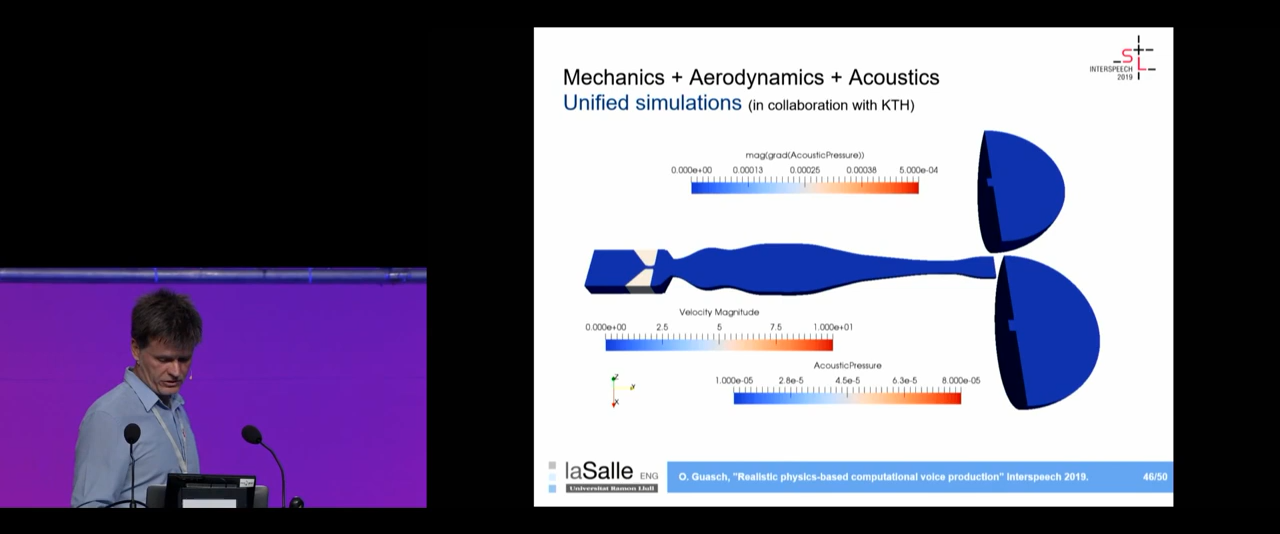 Mechanics + Aerodynamics + Acoustics
Unified simulations (in collaboration with KTH)
S
L
INTERSPEECH
2019
mag(grad(AcousticPressure))
0.000e+00 0.00013 0.00025 0.00038 5.000e-04
Velocity Magnitude
0.000e+00 2.5 5 7.5 1.000e+01
AcousticPressure
1.000e-05 2.8e-5 4.5e-5 6.3e-5 8.000e-05
Z
Y
X
laSalle ENG
Universitat Ramon Llull
O. Guasch, "Realistic physics-based computational voice production" Interspeech 2019.
46/50